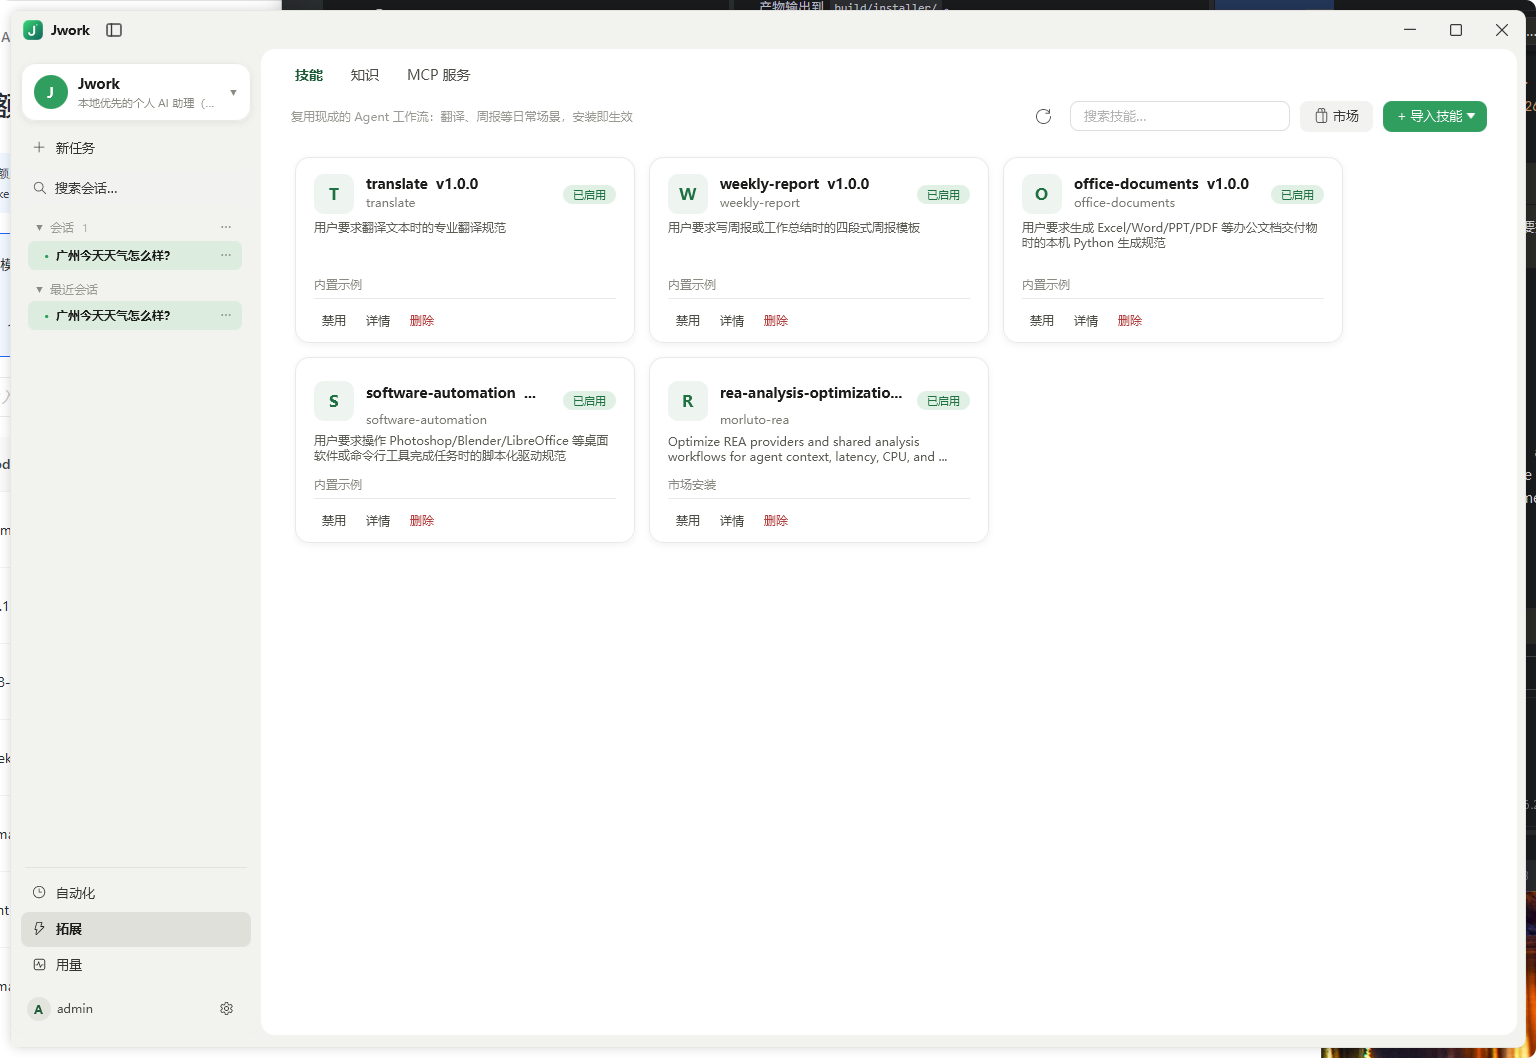 产物输出到 build/installer/
Jwork
J
Jwork
本地优先的个人 AI 助理（...
新任务
搜索会话...
会话 1
广州今天天气怎么样?
最近会话
广州今天天气怎么样?
自动化
拓展
用量
A
admin
技能
知识
MCP 服务
复用现成的 Agent 工作流：翻译、周报等日常场景，安装即生效
搜索技能...
市场
+ 导入技能
T
translate v1.0.0
translate
已启用
用户要求翻译文本时的专业翻译规范
内置示例
禁用
详情
删除
W
weekly-report v1.0.0
weekly-report
已启用
用户要求写周报或工作总结时的四段式周报模板
内置示例
禁用
详情
删除
O
office-documents v1.0.0
office-documents
已启用
用户要求生成 Excel/Word/PPT/PDF 等办公文档交付物
时的本机 Python 生成规范
内置示例
禁用
详情
删除
S
software-automation ...
software-automation
已启用
用户要求操作 Photoshop/Blender/LibreOffice 等桌面
软件或命令行工具完成任务时的脚本化驱动规范
内置示例
禁用
详情
删除
R
rea-analysis-optimizatio...
morluto-rea
已启用
Optimize REA providers and shared analysis
workflows for agent context, latency, CPU, and ...
市场安装
禁用
详情
删除